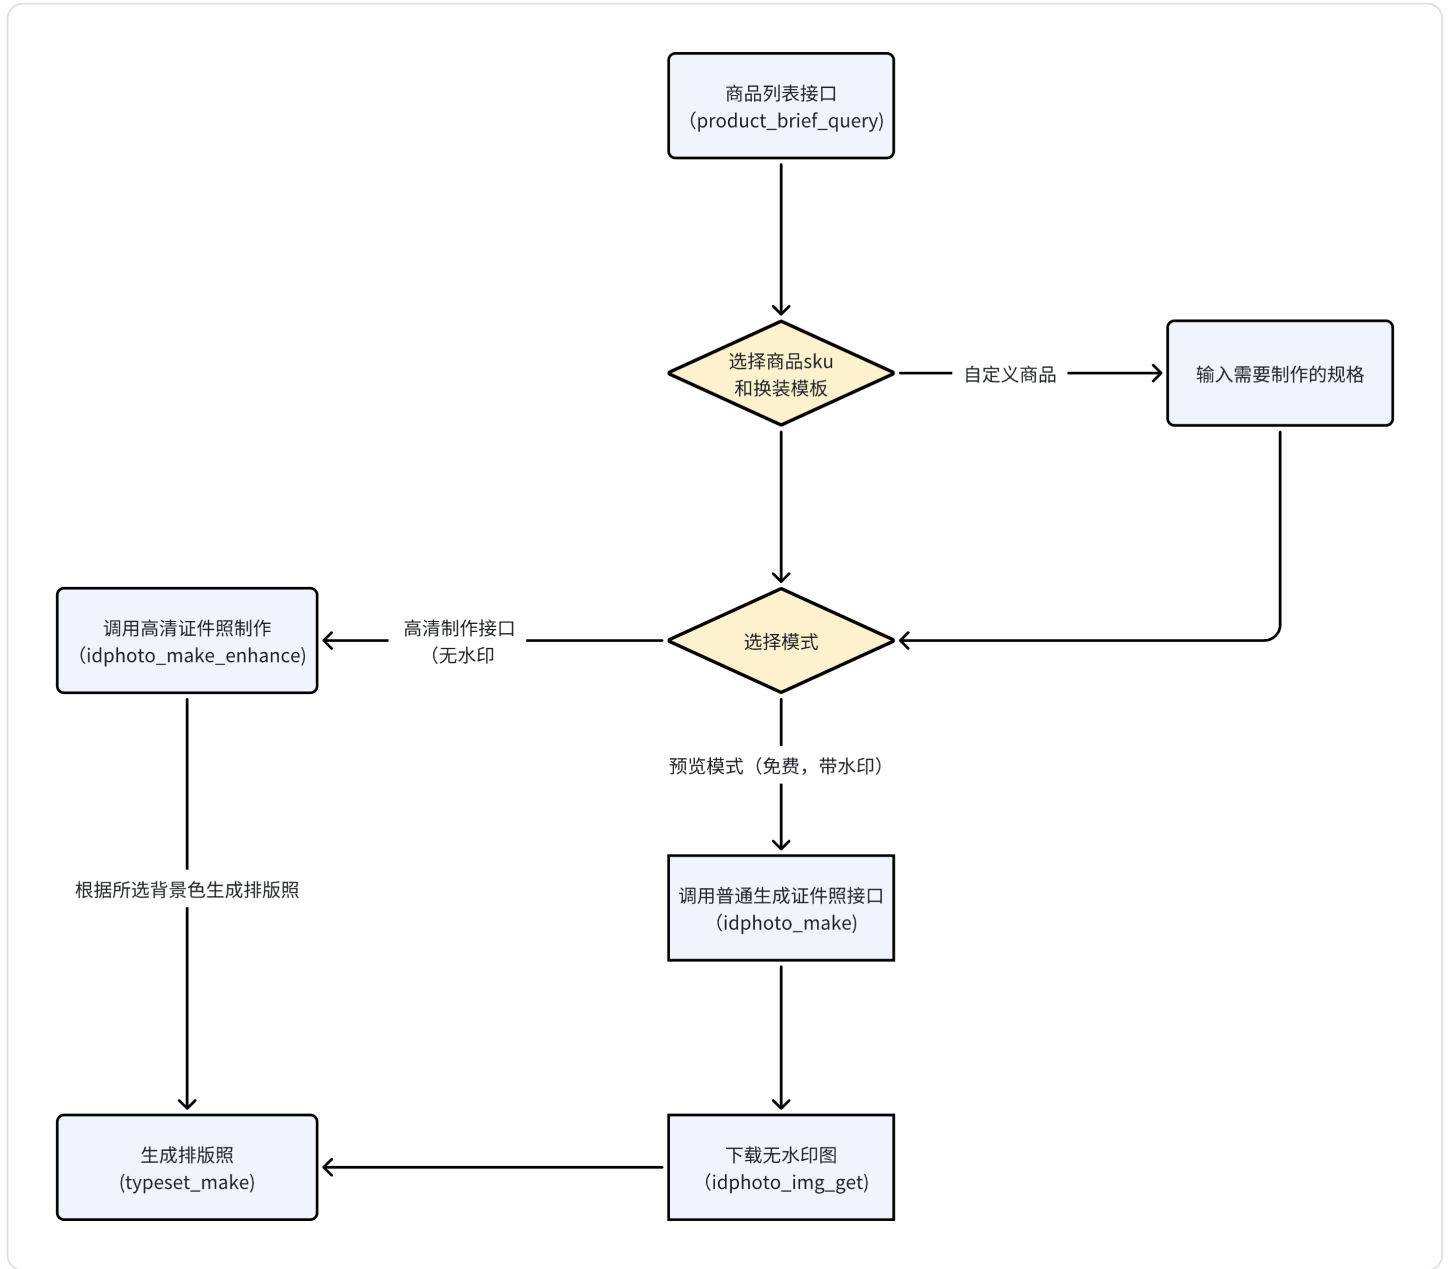 商品列表接口
（product_brief_query)
选择商品sku
和换装模板
自定义商品
输入需要制作的规格
调用高清证件照制作
（idphoto_make_enhance)
高清制作接口
（无水印
选择模式
预览模式（免费，带水印）
调用普通生成证件照接口
（idphoto_make)
根据所选背景色生成排版照
生成排版照
(typeset_make)
下载无水印图
（idphoto_img_get)